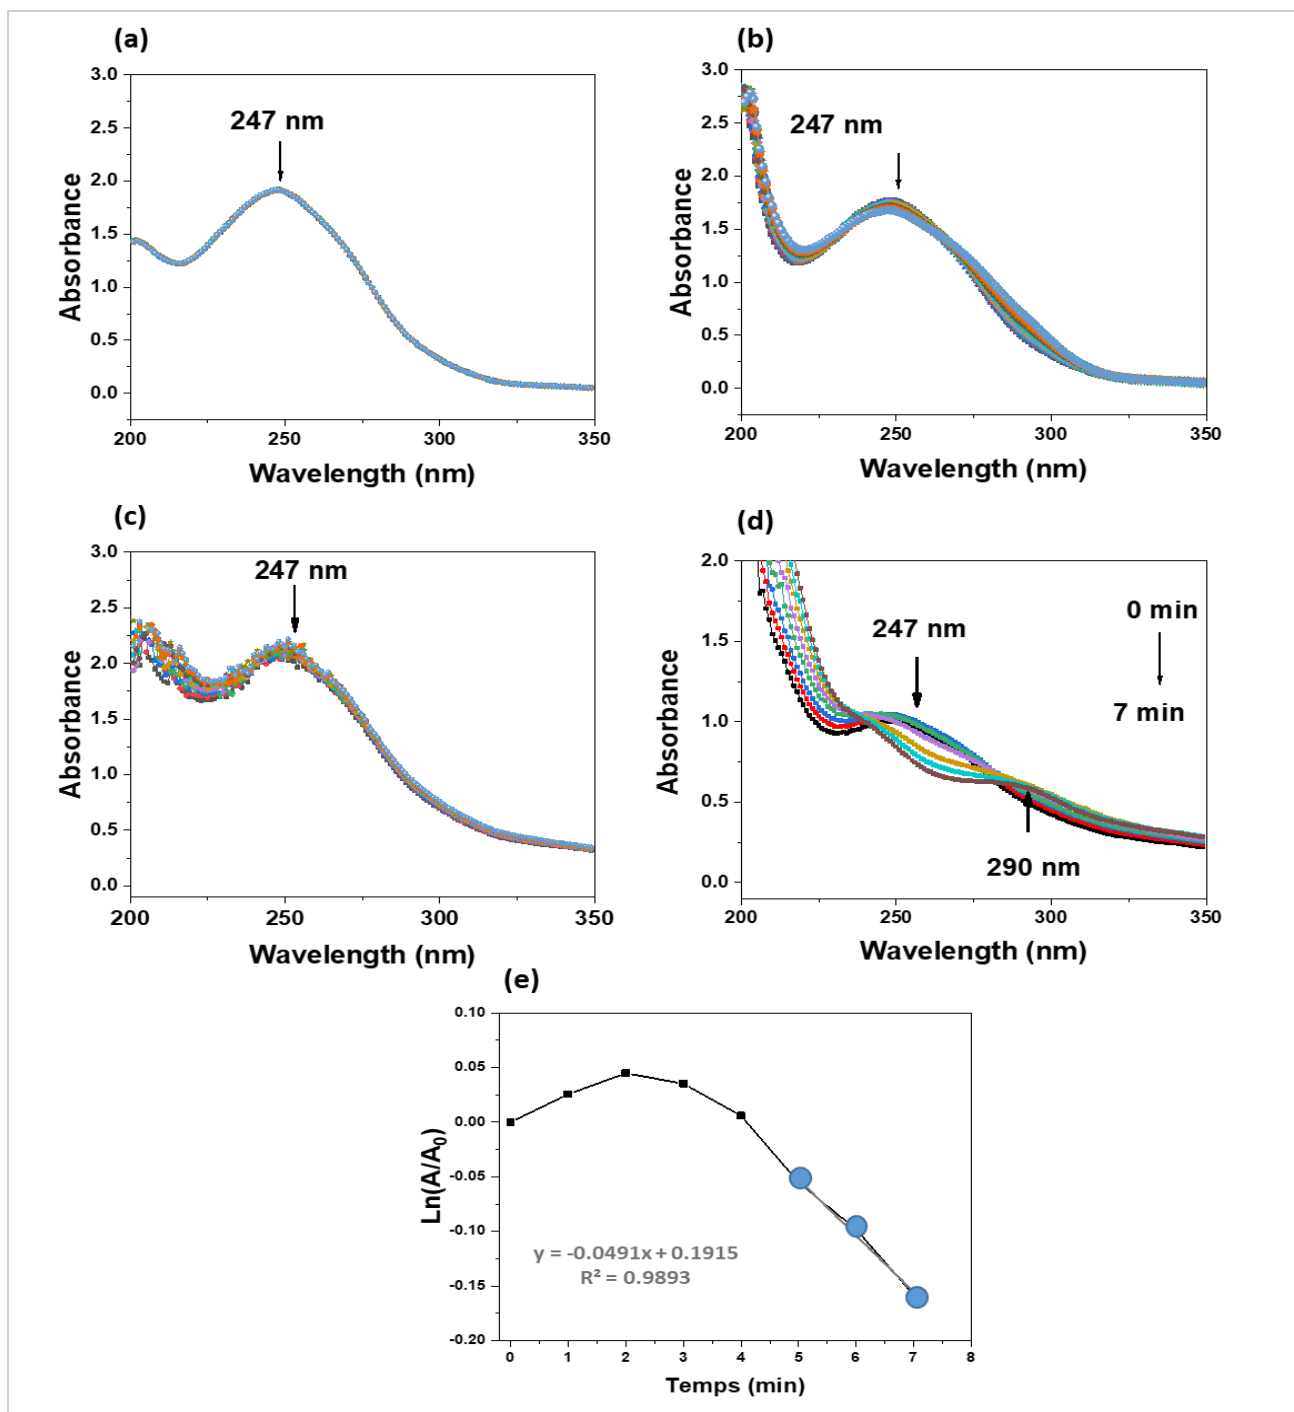 (a)
3.0
2.5
2.0
1.5
1.0
0.5
0.0
Absorbance
247 nm
200 250 300 350
Wavelength (nm)
(b)
3.0
2.5
2.0
1.5
1.0
0.5
0.0
Absorbance
247 nm
200 250 300 350
Wavelength (nm)
(c)
3.0
2.5
2.0
1.5
1.0
0.5
0.0
Absorbance
247 nm
200 250 300 350
Wavelength (nm)
(d)
2.0
1.5
1.0
0.5
0.0
Absorbance
247 nm
0 min
7 min
290 nm
200 250 300 350
Wavelength (nm)
(e)
0.10
0.05
0.00
-0.05
-0.10
-0.15
-0.20
Ln(A/A₀)
y = -0.0491x + 0.1915
R² = 0.9893
0 1 2 3 4 5 6 7 8
Temps (min)